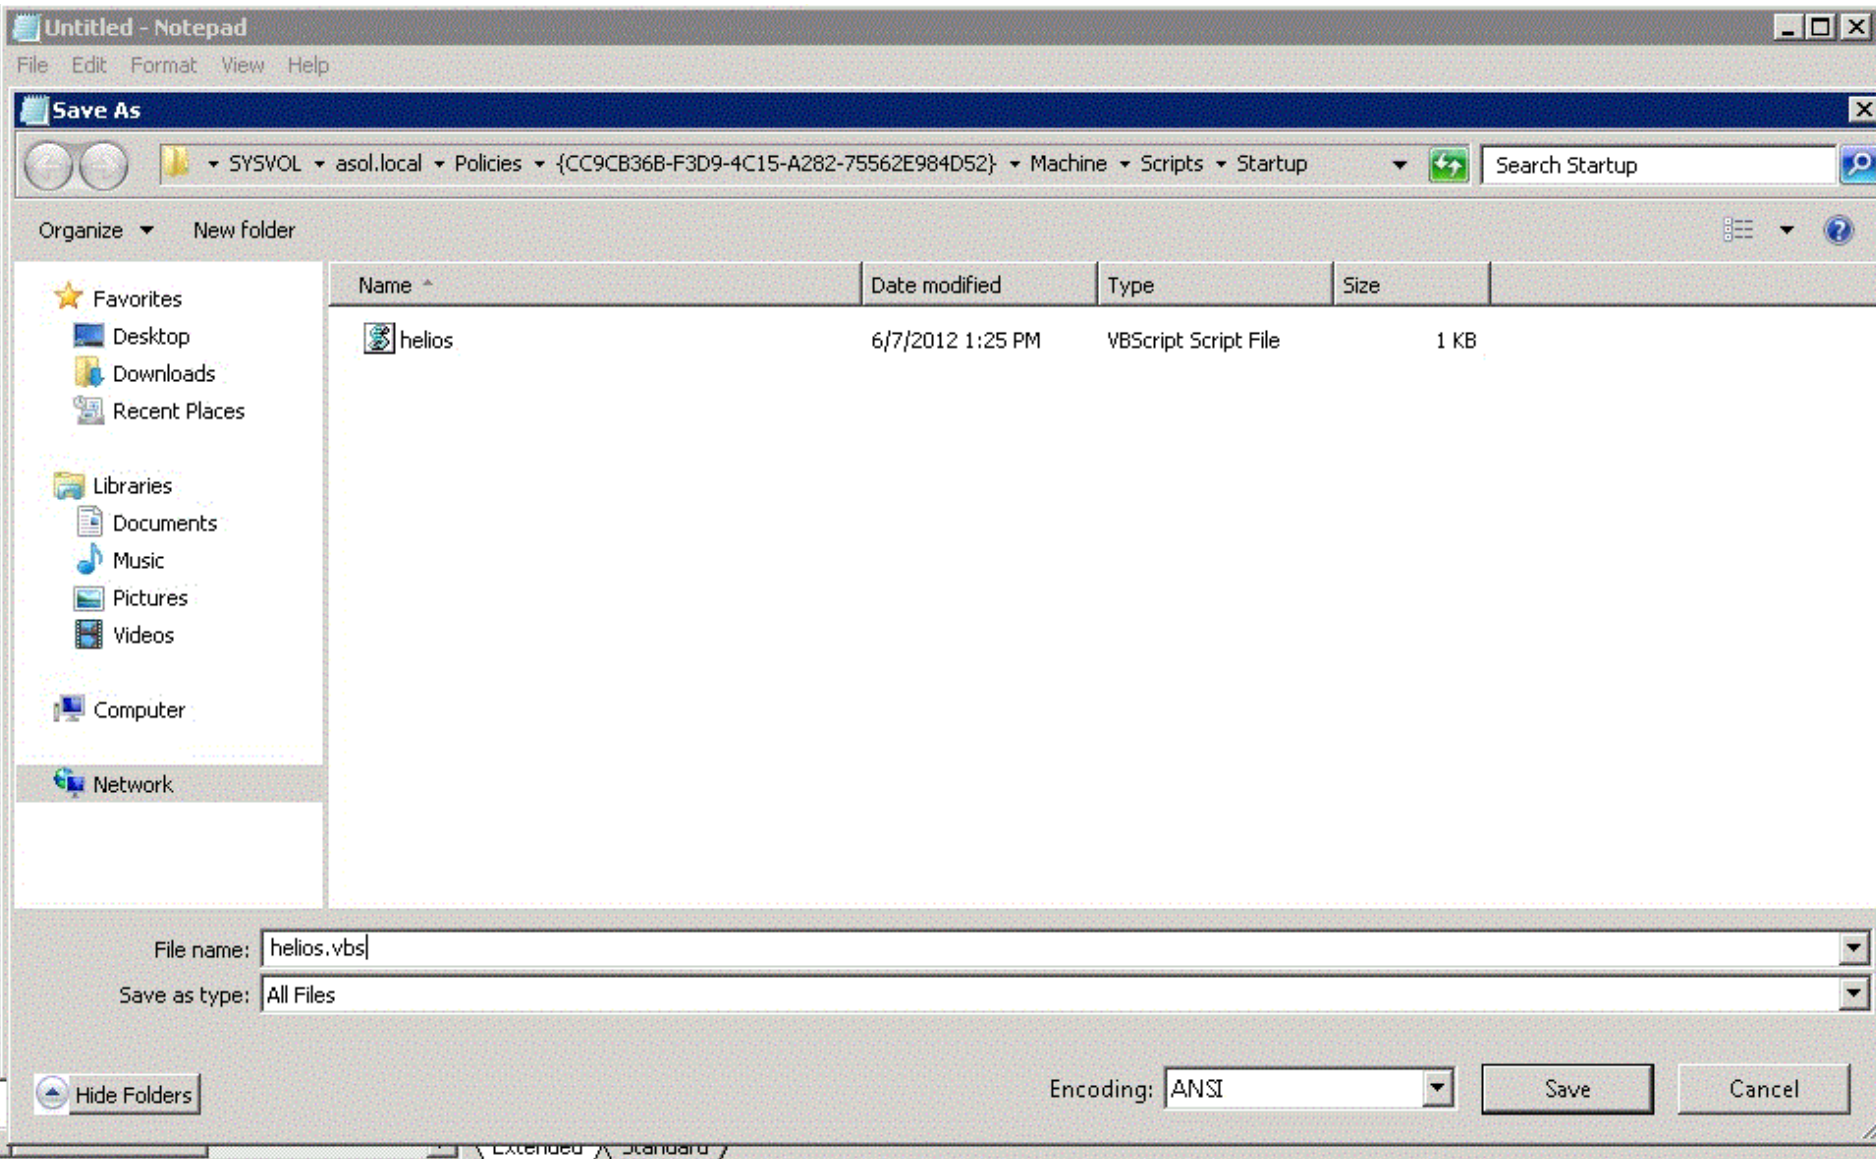 Untitled - Notepad
File Edit Format View Help
Save As
SYSVOL asol.local Policies {CC9CB36B-F3D9-4C15-A282-75562E984D52} Machine Scripts Startup
Search Startup
Organize New folder
Name Date modified Type Size
helios 6/7/2012 1:25 PM VBScript Script File 1 KB
Favorites
Desktop
Downloads
Recent Places
Libraries
Documents
Music
Pictures
Videos
Computer
Network
File name: helios.vbs
Save as type: All Files
Hide Folders
Encoding: ANSI
Save
Cancel
Extended Standard